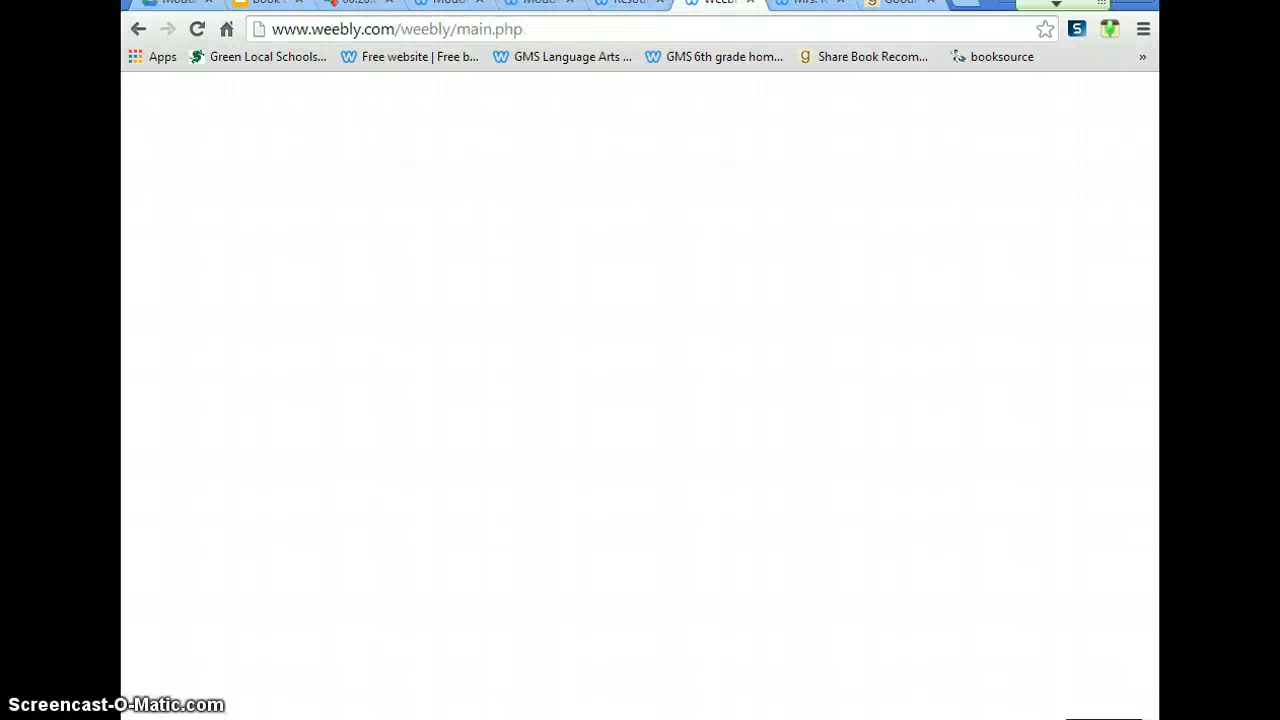 www.weebly.com/weebly/main.php
Apps Green Local Schools... Free website | Free b... GMS Language Arts ... GMS 6th grade hom... g Share Book Recom... booksource »
Screencast-O-Matic.com